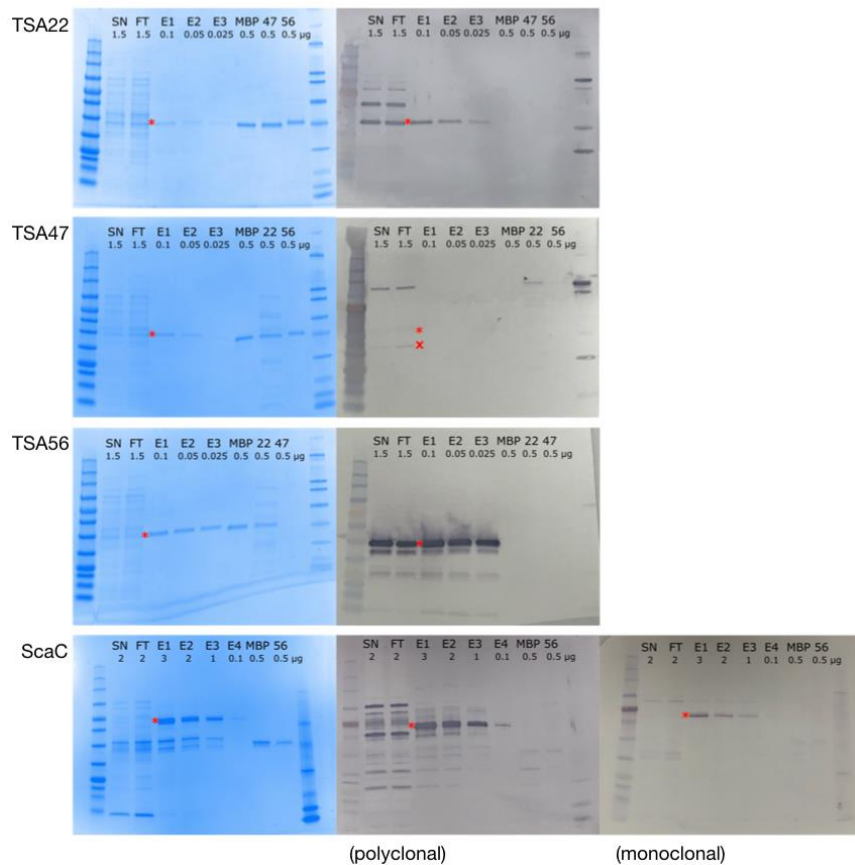 TSA22
SN FT E1 E2 E3 MBP 47 56
1.5 1.5 0.1 0.05 0.025 0.5 0.5 0.5 µg
SN FT E1 E2 E3 MBP 47 56
1.5 1.5 0.1 0.05 0.025 0.5 0.5 0.5 µg
TSA47
SN FT E1 E2 E3 MBP 22 56
1.5 1.5 0.1 0.05 0.025 0.5 0.5 0.5 µg
SN FT E1 E2 E3 MBP 22 56
1.5 1.5 0.1 0.05 0.025 0.5 0.5 0.5 µg
TSA56
SN FT E1 E2 E3 MBP 22 47
1.5 1.5 0.1 0.05 0.025 0.5 0.5 0.5 µg
SN FT E1 E2 E3 MBP 22 47
1.5 1.5 0.1 0.05 0.025 0.5 0.5 0.5 µg
ScaC
SN FT E1 E2 E3 E4 MBP 56
2 2 3 2 1 0.1 0.5 0.5 µg
SN FT E1 E2 E3 E4 MBP 56
2 2 3 2 1 0.1 0.5 0.5 µg
SN FT E1 E2 E3 E4 MBP 56
2 2 3 2 1 0.1 0.5 0.5 µg
(polyclonal)
(monoclonal)